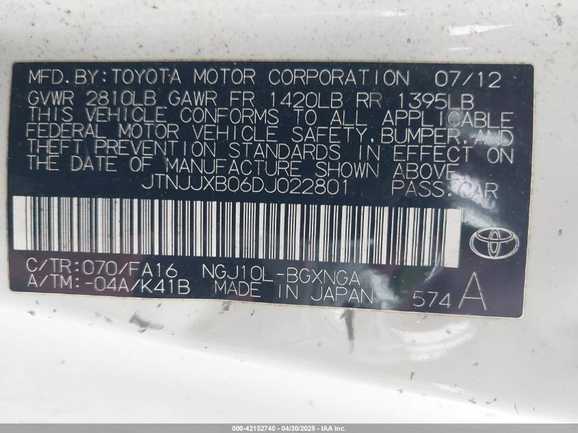 MFD.BY:TOYOTA MOTOR CORPORATION 07/12
GVWR 2810LB GAWR FR 1420LB RR 1395LB
THIS VEHICLE CONFORMS TO ALL APPLICABLE
FEDERAL MOTOR VEHICLE SAFETY,BUMPER,AND
THEFT PREVENTION STANDARDS IN EFFECT ON
THE DATE OF MANUFACTURE SHOWN ABOVE.
JTNJJXB06DJ022801 PASS.CAR
C/TR:070/FA16 NGJ10L-BGXNGA
A/TM:-04A/K41B MADE IN JAPAN 574 A
000-42152740 - 04/30/2025 - IAA Inc.